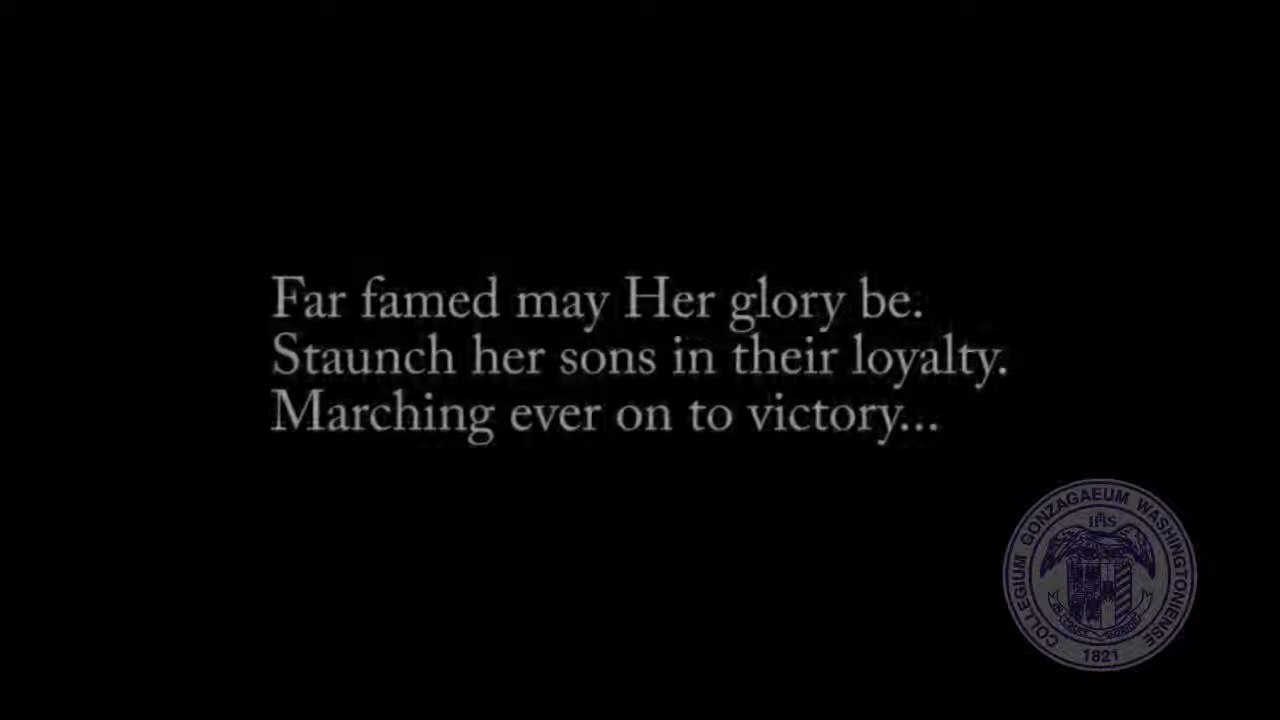 Far famed may Her glory be.
Staunch her sons in their loyalty.
Marching ever on to victory...
COLLEGIUM GONZAGAEUM WASHINGTONIENSE
IHS
1821